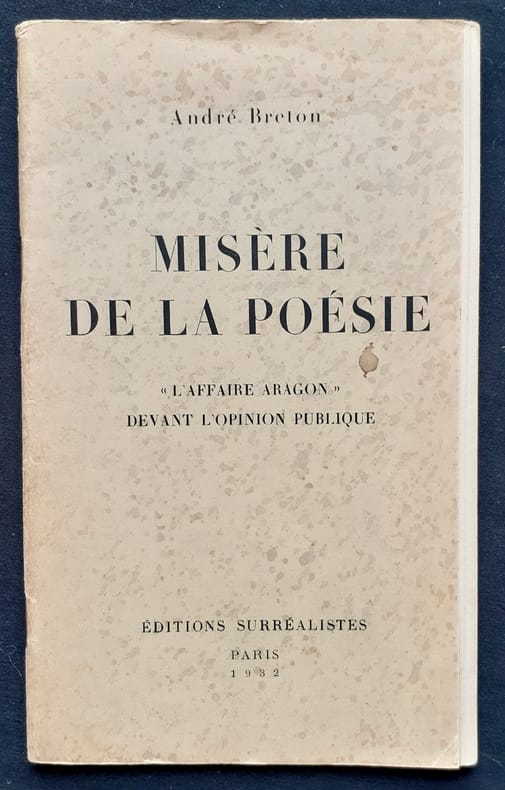 André Breton
MISÈRE
DE LA POÉSIE
« L'AFFAIRE ARAGON »
DEVANT L'OPINION PUBLIQUE
ÉDITIONS SURRÉALISTES
PARIS
1932